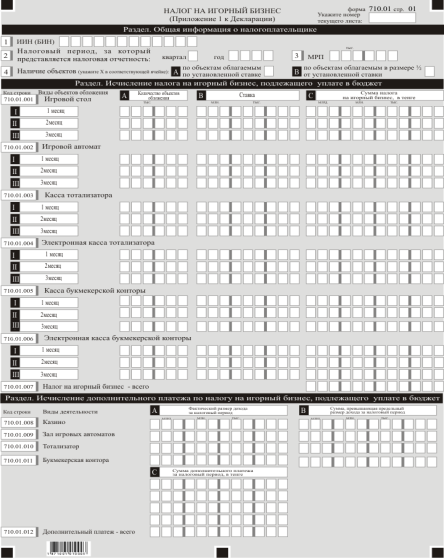 форма 710.01 стр. 01
НАЛОГ НА ИГОРНЫЙ БИЗНЕС
(Приложение 1 к Декларации)
Укажите номер
текущего листа:
Раздел. Общая информация о налогоплательщике
1 ИИН (БИН)
2 Налоговый период, за который
представляется налоговая отчетность: квартал год 3 МРП
тыс
4 Наличие объектов (укажите X в соответствующей ячейке): A по объектам облагаемым
по установленной ставке
B по объектам облагаемым в размере ½
от установленной ставки
Раздел. Исчисление налога на игорный бизнес, подлежащего уплате в бюджет
Код строки Виды объектов обложения A Количество объектов
обложения B Ставка C Сумма налога
на игорный бизнес, в тенге
710.01.001 Игровой стол
I 1 месяц
II 2месяц
III 3месяц
710.01.002 Игровой автомат
I 1 месяц
II 2месяц
III 3месяц
710.01.003 Касса тотализатора
I 1 месяц
II 2месяц
III 3месяц
710.01.004 Электронная касса тотализатора
I 1 месяц
II 2месяц
III 3месяц
710.01.005 Касса букмекерской конторы
I 1 месяц
II 2месяц
III 3месяц
710.01.006 Электронная касса букмекерской конторы
I 1 месяц
II 2месяц
III 3месяц
710.01.007 Налог на игорный бизнес - всего
Раздел. Исчисление дополнительного платежа по налогу на игорный бизнес, подлежащего уплате в бюджет
Код строки Виды деятельности A Фактический размер дохода
за налоговый период B Сумма, превышающая предельный
размер дохода за налоговый период
710.01.008 Казино
710.01.009 Зал игровых автоматов
710.01.010 Тотализатор
710.01.011 Букмекерская контора
C Сумма дополнительного платежа
за налоговый период, в тенге
710.01.012 Дополнительный платеж - всего